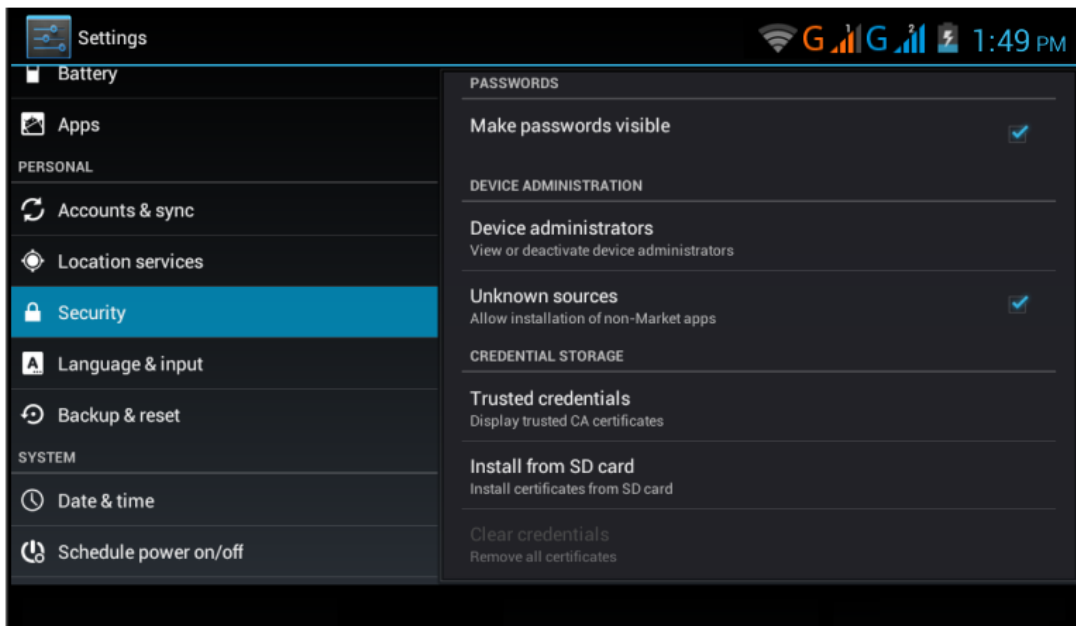 Settings
G 1 G 2 1:49 PM
Battery
Apps
PERSONAL
Accounts & sync
Location services
Security
Language & input
Backup & reset
SYSTEM
Date & time
Schedule power on/off
PASSWORDS
Make passwords visible
DEVICE ADMINISTRATION
Device administrators
View or deactivate device administrators
Unknown sources
Allow installation of non-Market apps
CREDENTIAL STORAGE
Trusted credentials
Display trusted CA certificates
Install from SD card
Install certificates from SD card
Clear credentials
Remove all certificates